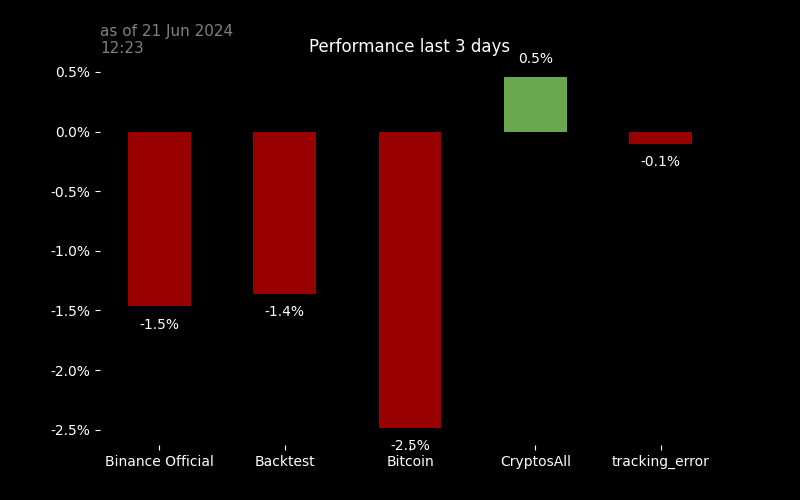 as of 21 Jun 2024
12:23
Performance last 3 days
0.5%
0.5%
0.0%
-0.1%
-0.5%
-1.0%
-1.5%
-1.5%
-1.4%
-2.0%
-2.5%
-2.5%
Binance Official
Backtest
Bitcoin
CryptosAll
tracking_error